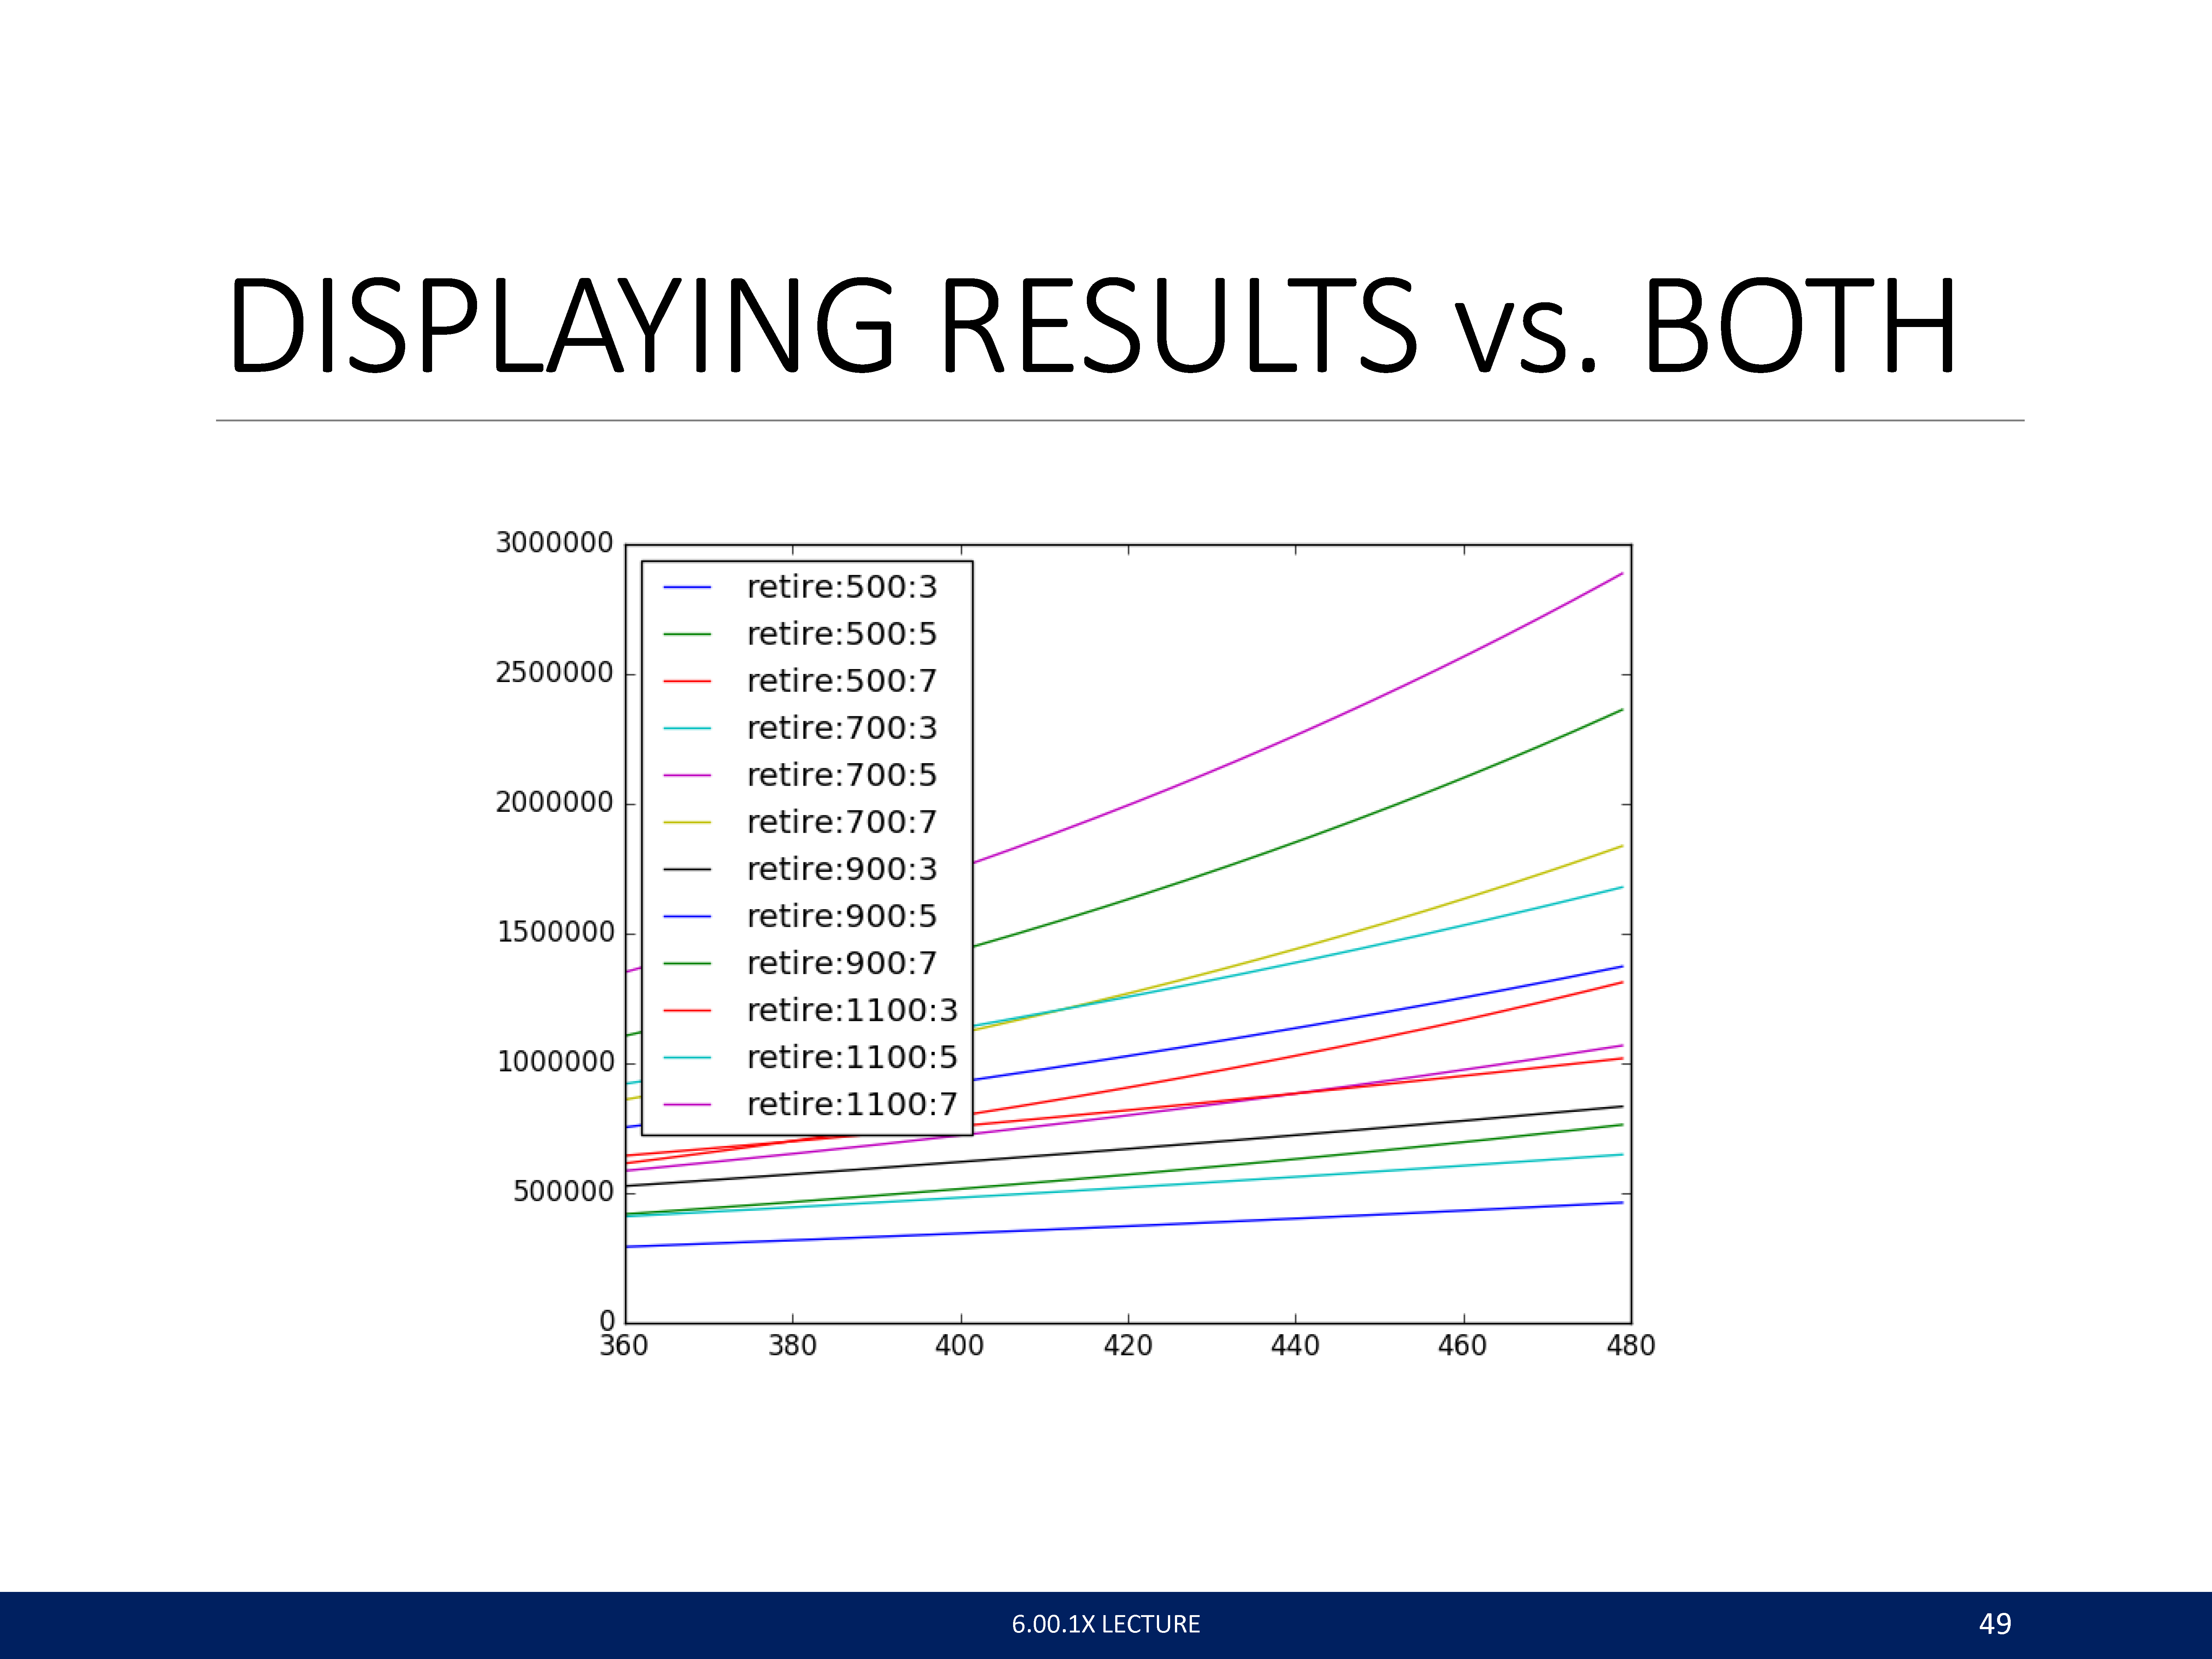 DISPLAYING RESULTS vs. BOTH
3000000
2500000
2000000
1500000
1000000
500000
0
360 380 400 420 440 460 480
retire:500:3
retire:500:5
retire:500:7
retire:700:3
retire:700:5
retire:700:7
retire:900:3
retire:900:5
retire:900:7
retire:1100:3
retire:1100:5
retire:1100:7
6.00.1X LECTURE
49